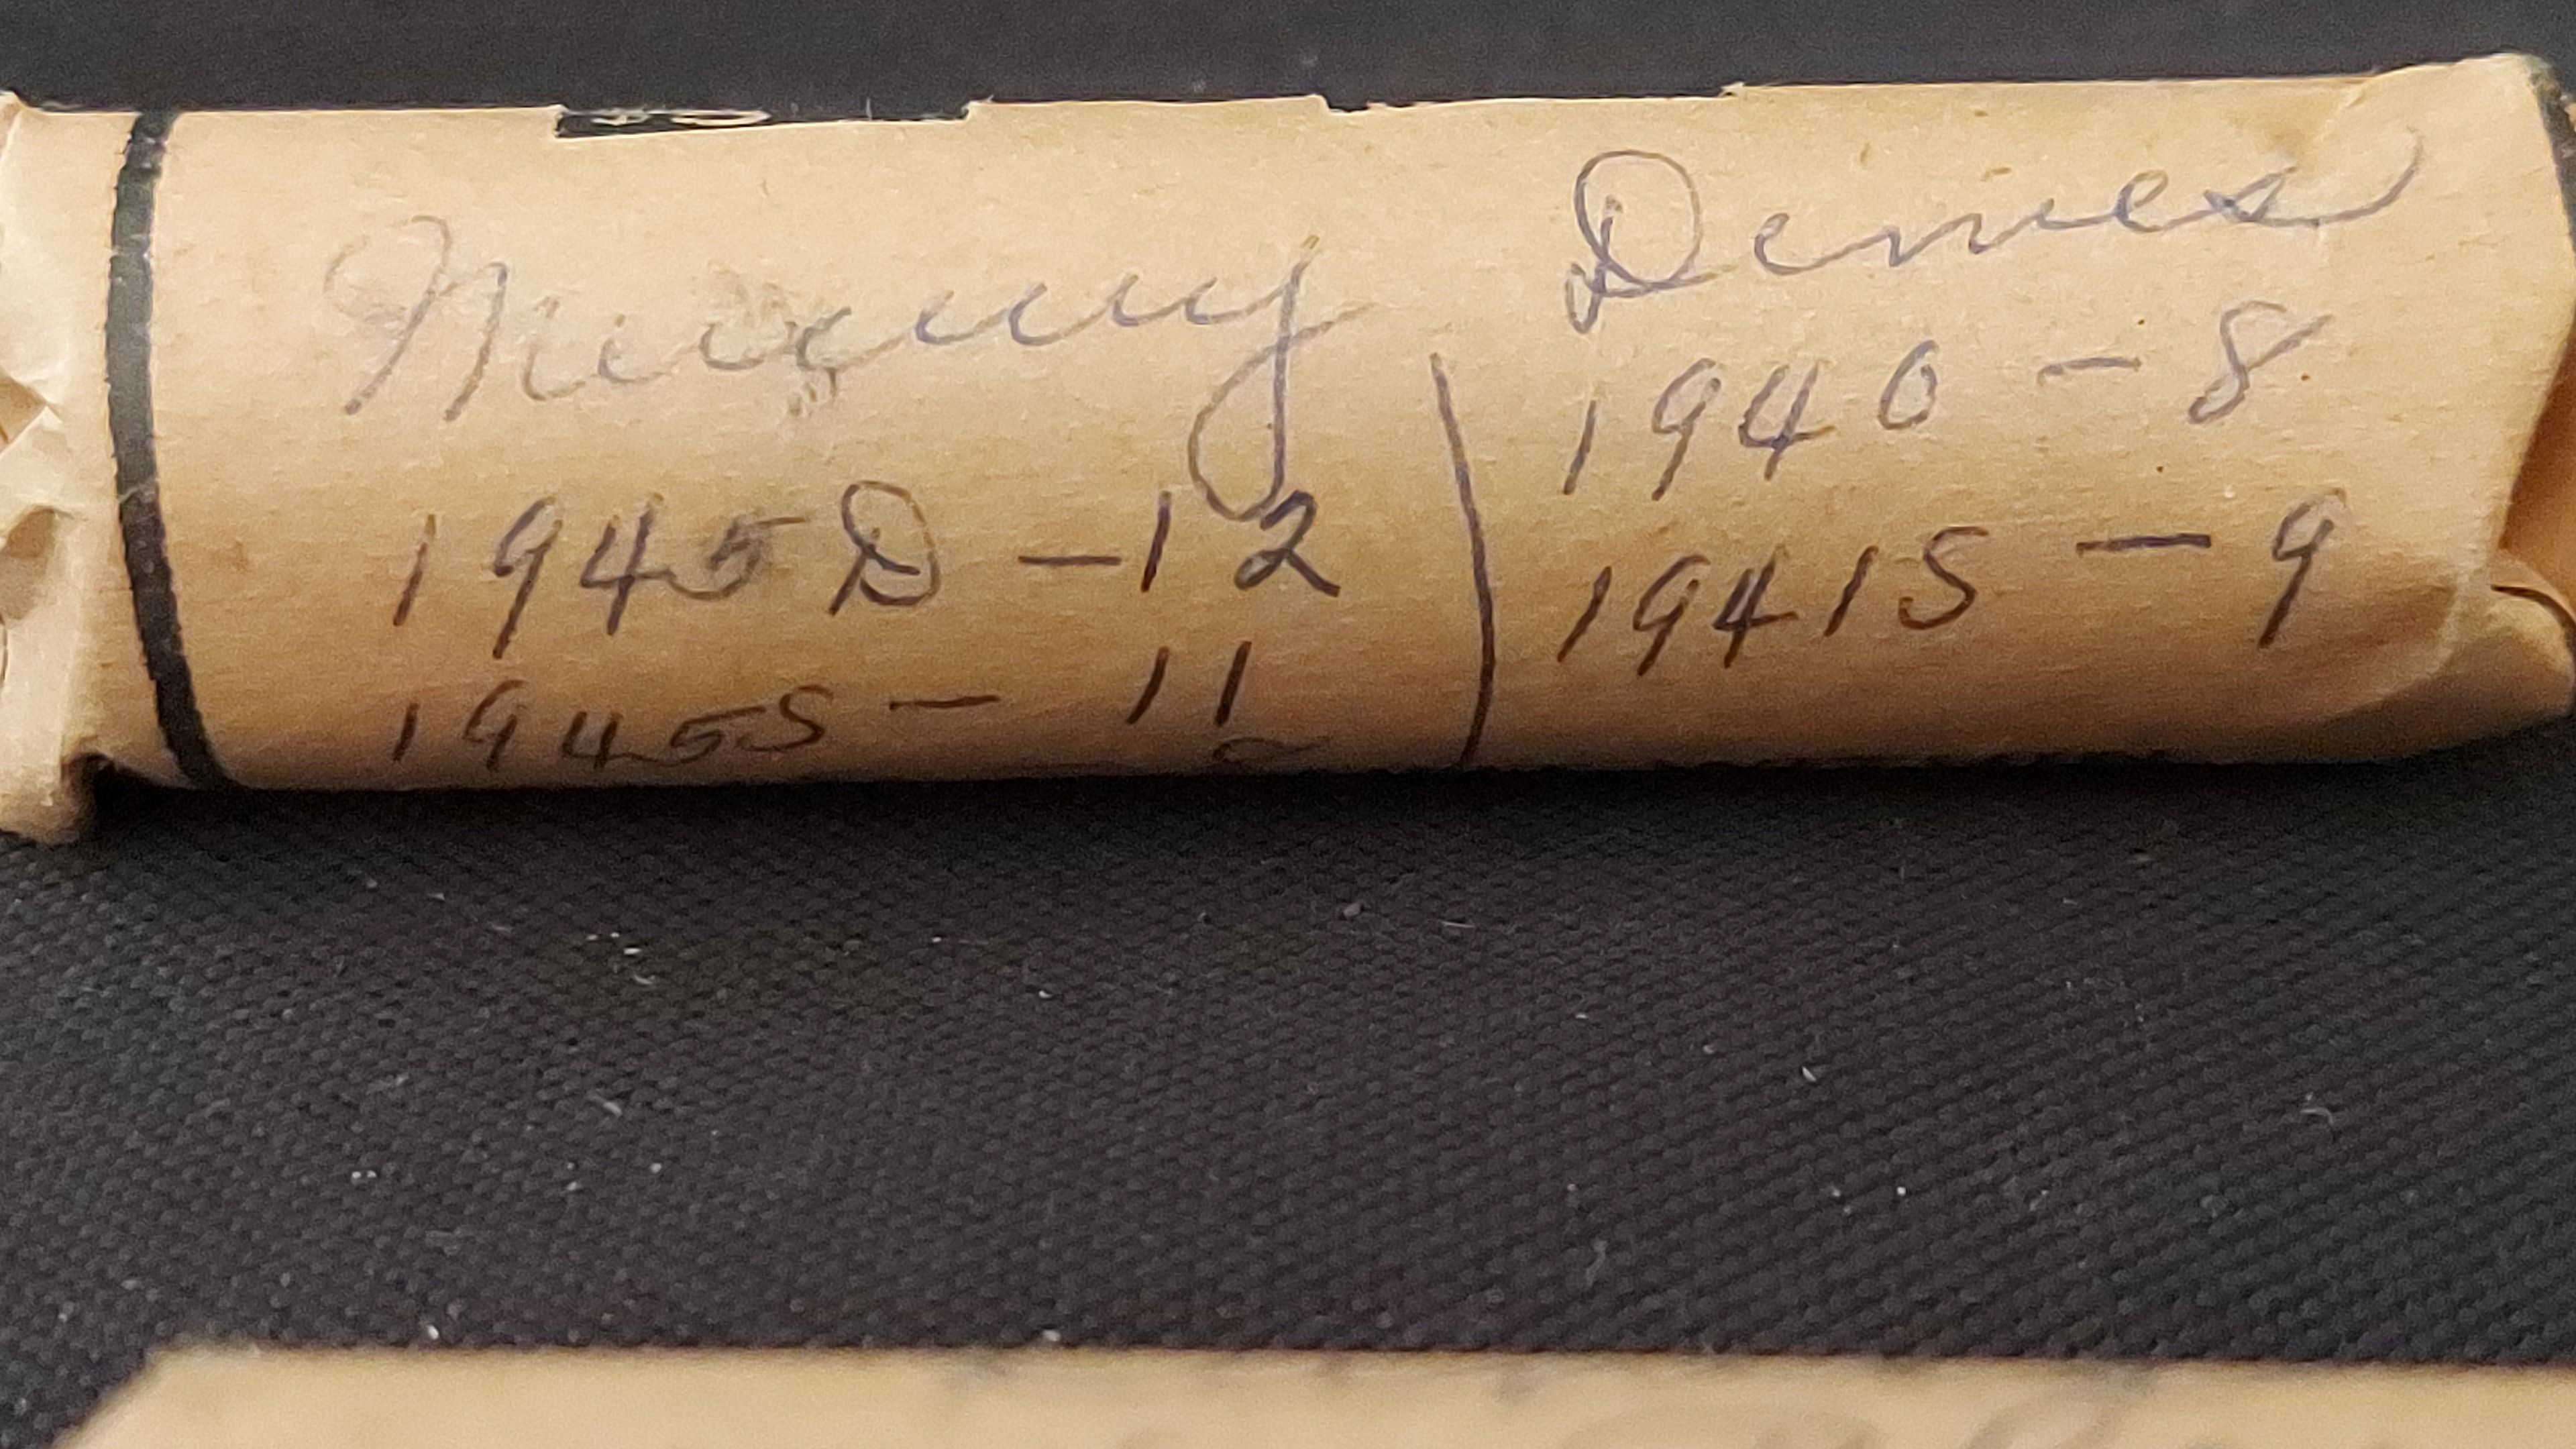 Mercury Dimes
1945D - 12
1945S - 11
1940 - 8
1941S - 9